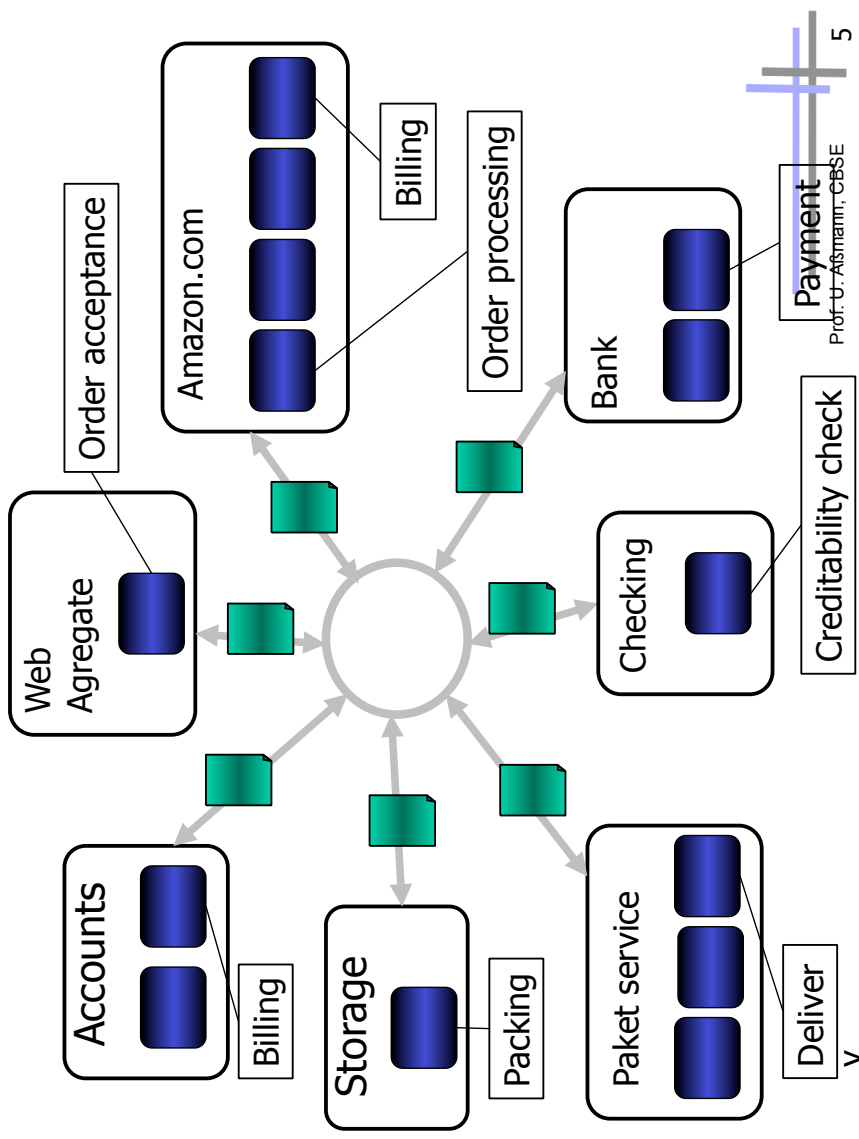 Web
Agregate
Order acceptance
Accounts
Billing
Amazon.com
Billing
Order processing
Storage
Packing
Paket service
Deliver
y
Checking
Creditability check
Bank
Payment
Prof. U. Aßmann, CBSE
5